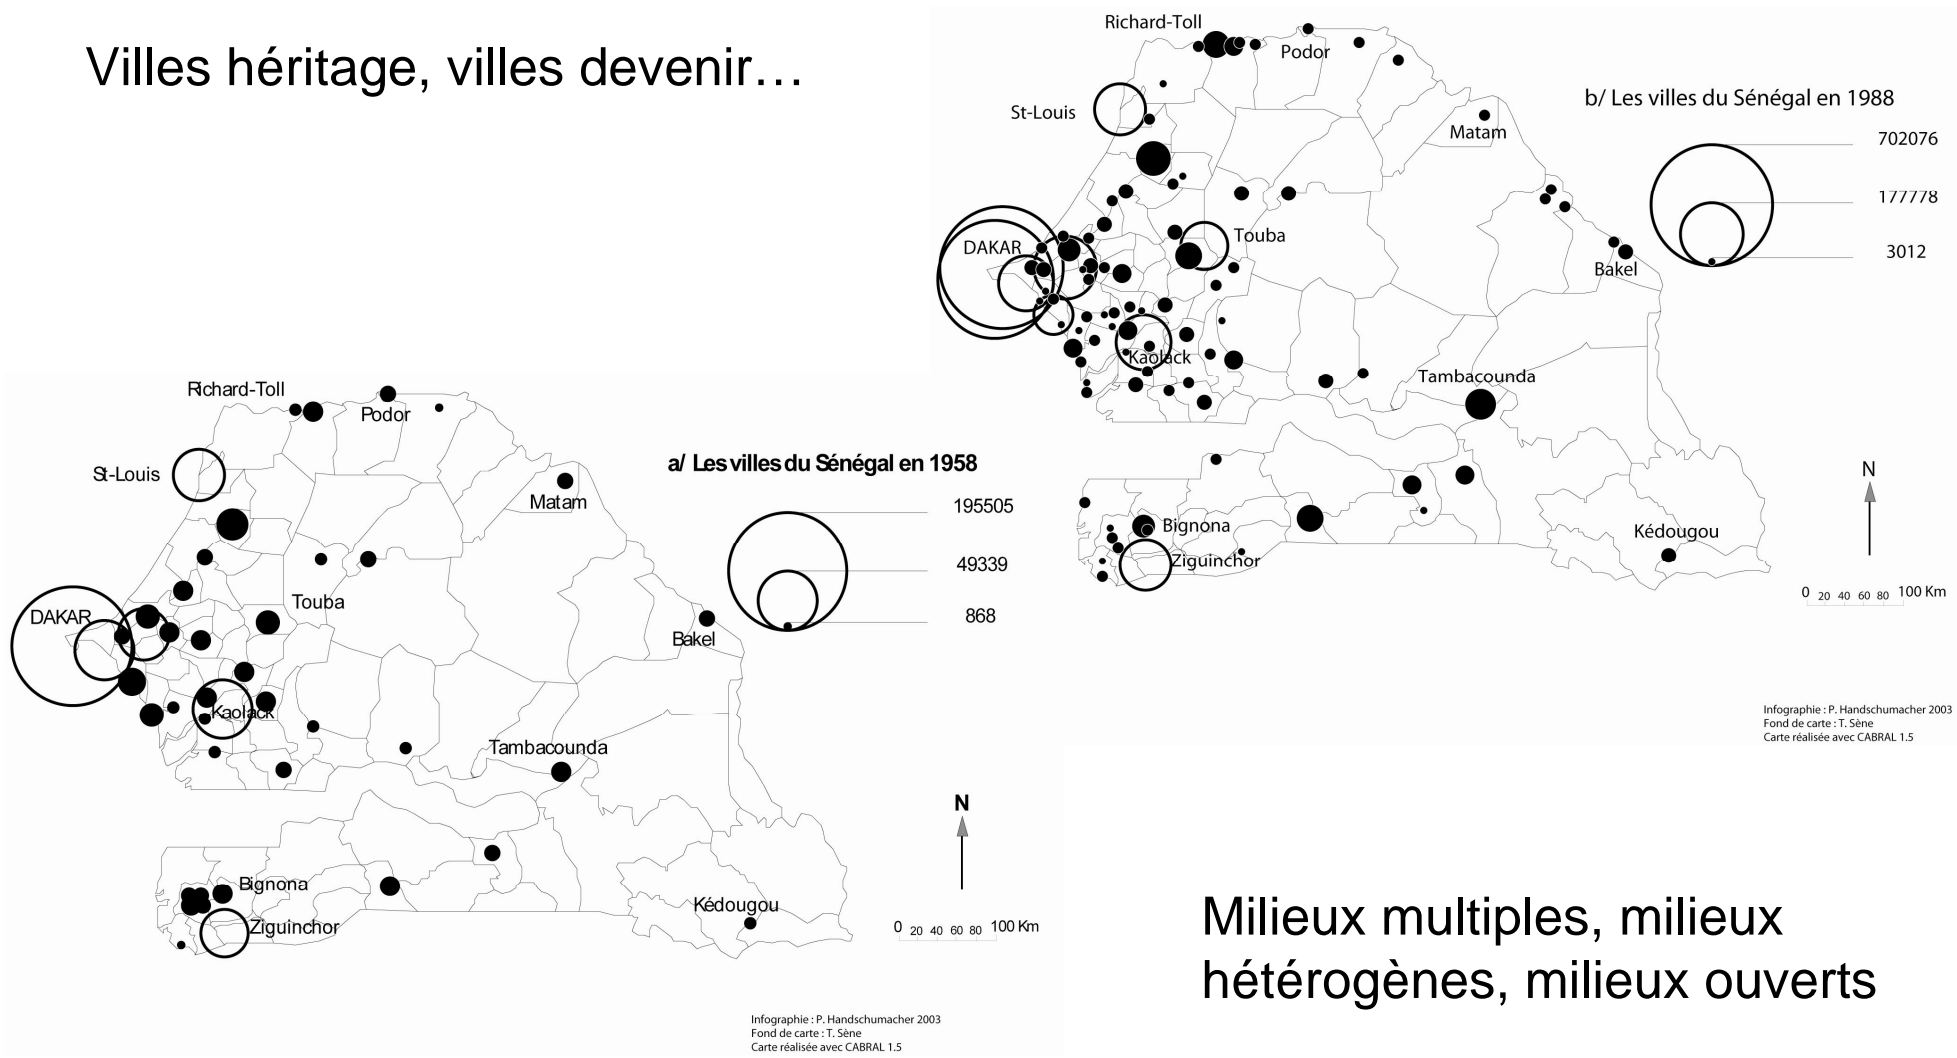 Villes héritage, villes devenir…
Richard-Toll
Podor
St-Louis
b/ Les villes du Sénégal en 1988
702076
177778
3012
Matam
DAKAR
Touba
Bakel
Kaolack
Tambacounda
Bignona
Ziguinchor
Kédougou
N
0 20 40 60 80 100 Km
Infographie : P. Handschumacher 2003
Fond de carte : T. Sène
Carte réalisée avec CABRAL 1.5
Richard-Toll
Podor
St-Louis
a/ Les villes du Sénégal en 1958
195505
49339
868
Matam
DAKAR
Touba
Bakel
Kaolack
Tambacounda
Bignona
Ziguinchor
Kédougou
N
0 20 40 60 80 100 Km
Infographie : P. Handschumacher 2003
Fond de carte : T. Sène
Carte réalisée avec CABRAL 1.5
Milieux multiples, milieux
hétérogènes, milieux ouverts